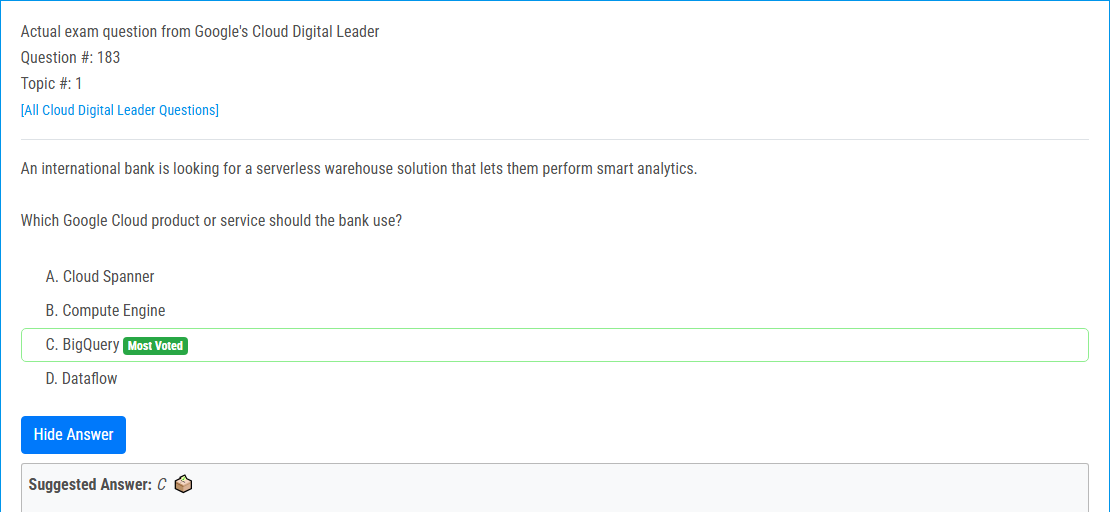 Actual exam question from Google's Cloud Digital Leader
Question #: 183
Topic #: 1
[All Cloud Digital Leader Questions]
An international bank is looking for a serverless warehouse solution that lets them perform smart analytics.
Which Google Cloud product or service should the bank use?
A. Cloud Spanner
B. Compute Engine
C. BigQuery Most Voted
D. Dataflow
Hide Answer
Suggested Answer: C